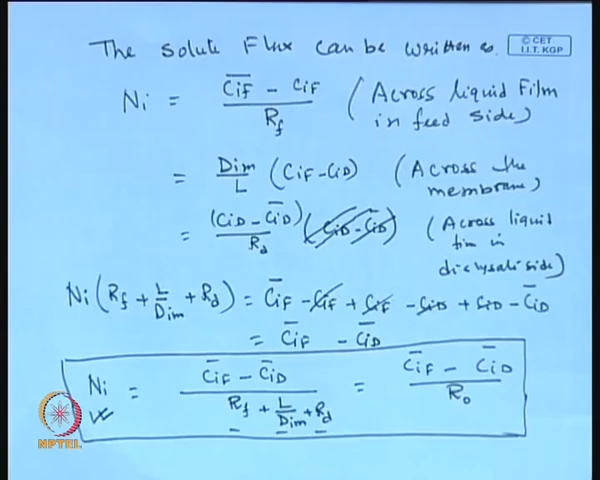 The Solute Flux can be written as.
© CET
I.I.T. KGP
Ni = (C̅iF - CiF) / Rf (Across liquid Film in feed side)
= Dim/L (CiF - CiD) (Across the membrane)
= (CiD - C̅iD) / Rd (CiD - C̅iD) (Across liquid film in dialysate side)
Ni (Rf + L/Dim + Rd) = C̅iF - CiF + CiF - CiD + CiD - C̅iD
= C̅iF - C̅iD
Ni = (C̅iF - C̅iD) / (Rf + L/Dim + Rd) = (C̅iF - C̅iD) / Ro
NPTEL